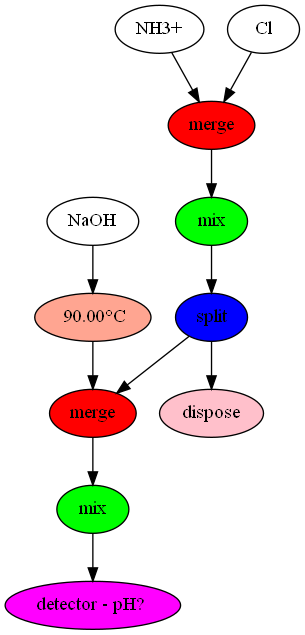 NH3+
Cl
merge
mix
NaOH
90.00°C
split
merge
dispose
mix
detector - pH?